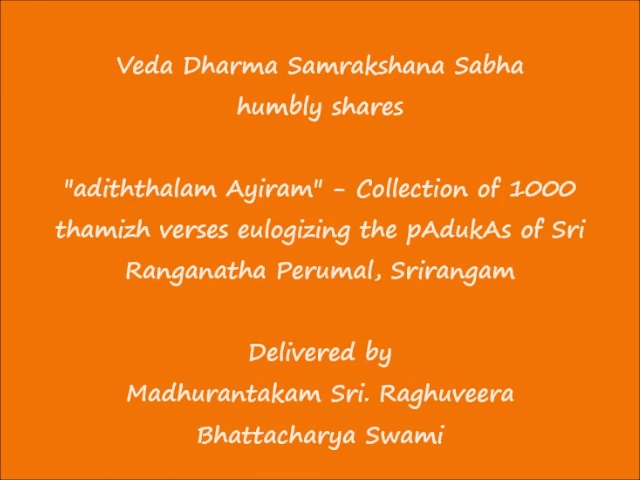 Veda Dharma Samrakshana Sabha
humbly shares
"adiththalam Ayiram" - Collection of 1000
thamizh verses eulogizing the pAdukAs of Sri
Ranganatha Perumal, Srirangam
Delivered by
Madhurantakam Sri. Raghuveera
Bhattacharya Swami